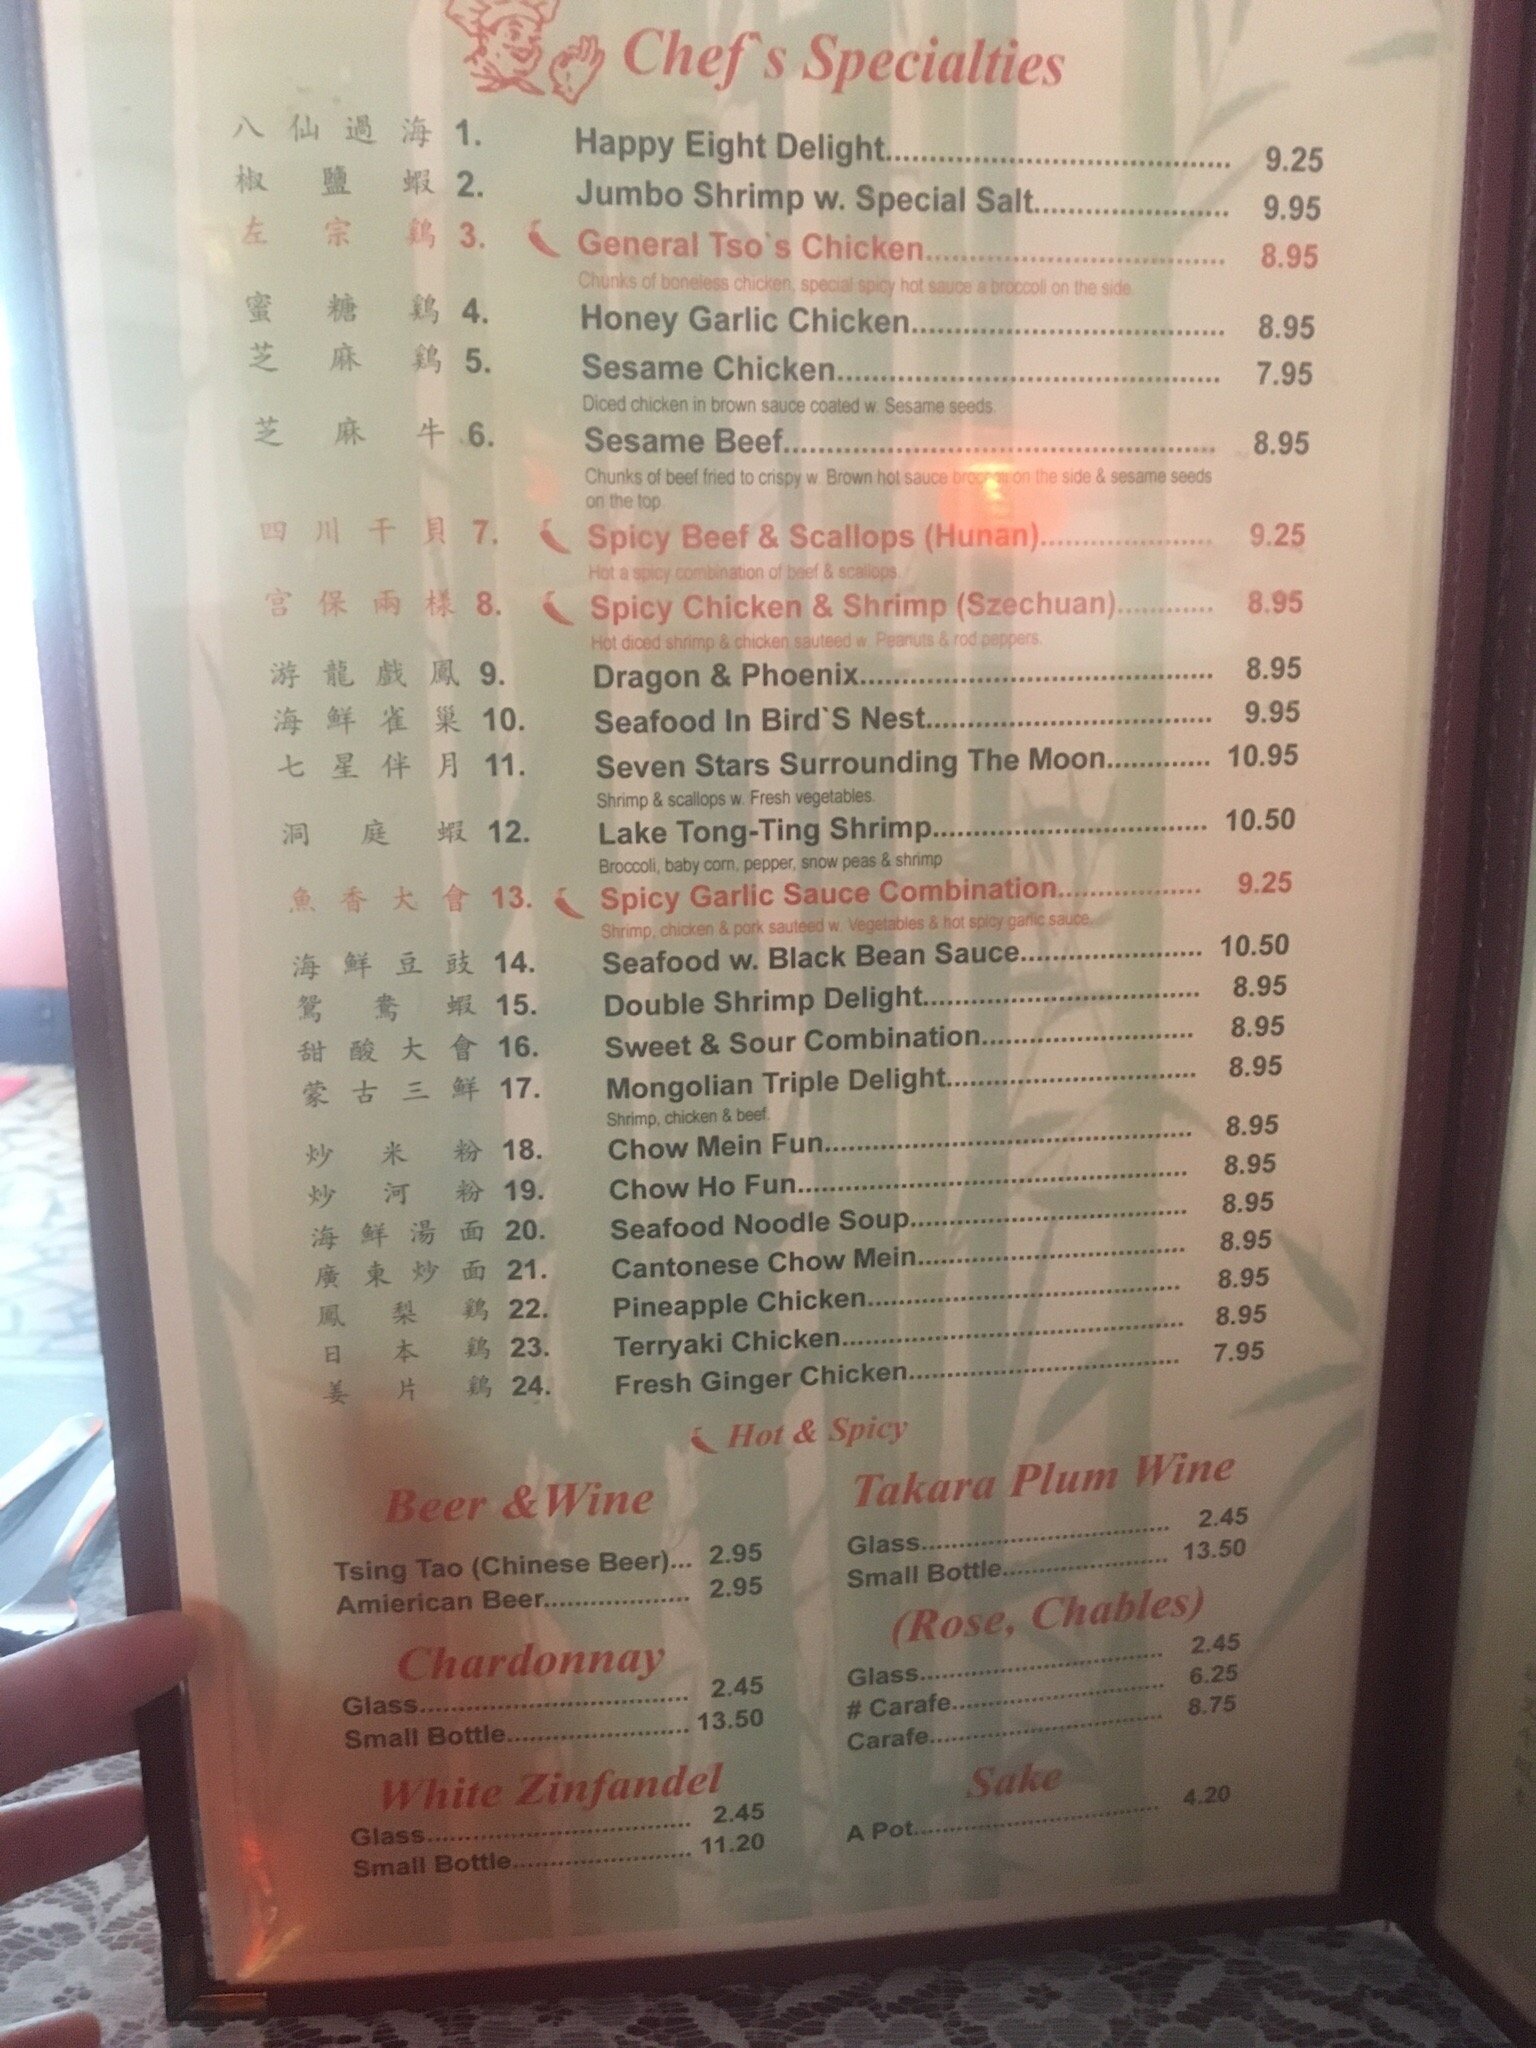 Chef`s Specialties
八仙過海 1. Happy Eight Delight 9.25
椒鹽蝦 2. Jumbo Shrimp w. Special Salt 9.95
左宗鷄 3. General Tso`s Chicken 8.95
Chunks of boneless chicken, special spicy hot sauce a broccoli on the side.
蜜糖鷄 4. Honey Garlic Chicken 8.95
芝麻鷄 5. Sesame Chicken 7.95
Diced chicken in brown sauce coated w. Sesame seeds.
芝麻牛 6. Sesame Beef 8.95
Chunks of beef fried to crispy w. Brown hot sauce broccoli on the side & sesame seeds
on the top
四川干貝 7. Spicy Beef & Scallops (Hunan) 9.25
Hot a spicy combination of beef & scallops.
宮保兩樣 8. Spicy Chicken & Shrimp (Szechuan) 8.95
Hot diced shrimp & chicken sauteed w. Peanuts & rod peppers.
游龍戲鳳 9. Dragon & Phoenix 8.95
海鮮雀巢 10. Seafood In Bird`S Nest 9.95
七星伴月 11. Seven Stars Surrounding The Moon 10.95
Shrimp & scallops w. Fresh vegetables.
洞庭蝦 12. Lake Tong-Ting Shrimp 10.50
Broccoli, baby corn, pepper, snow peas & shrimp
魚香大會 13. Spicy Garlic Sauce Combination 9.25
Shrimp, chicken & pork sauteed w. Vegetables & hot spicy garlic sauce.
海鮮豆豉 14. Seafood w. Black Bean Sauce 10.50
鴛鴦蝦 15. Double Shrimp Delight 8.95
甜酸大會 16. Sweet & Sour Combination 8.95
蒙古三鮮 17. Mongolian Triple Delight 8.95
Shrimp, chicken & beef.
炒米粉 18. Chow Mein Fun 8.95
炒河粉 19. Chow Ho Fun 8.95
海鮮湯面 20. Seafood Noodle Soup 8.95
廣東炒面 21. Cantonese Chow Mein 8.95
鳳梨鷄 22. Pineapple Chicken 8.95
日本鷄 23. Terryaki Chicken 8.95
姜片鷄 24. Fresh Ginger Chicken 7.95
Hot & Spicy
Beer &Wine
Tsing Tao (Chinese Beer)... 2.95
Amierican Beer 2.95
Chardonnay
Glass 2.45
Small Bottle 13.50
White Zinfandel
Glass 2.45
Small Bottle 11.20
Takara Plum Wine
Glass 2.45
Small Bottle 13.50
(Rose, Chables)
Glass 2.45
# Carafe 6.25
Carafe 8.75
Sake
A Pot 4.20